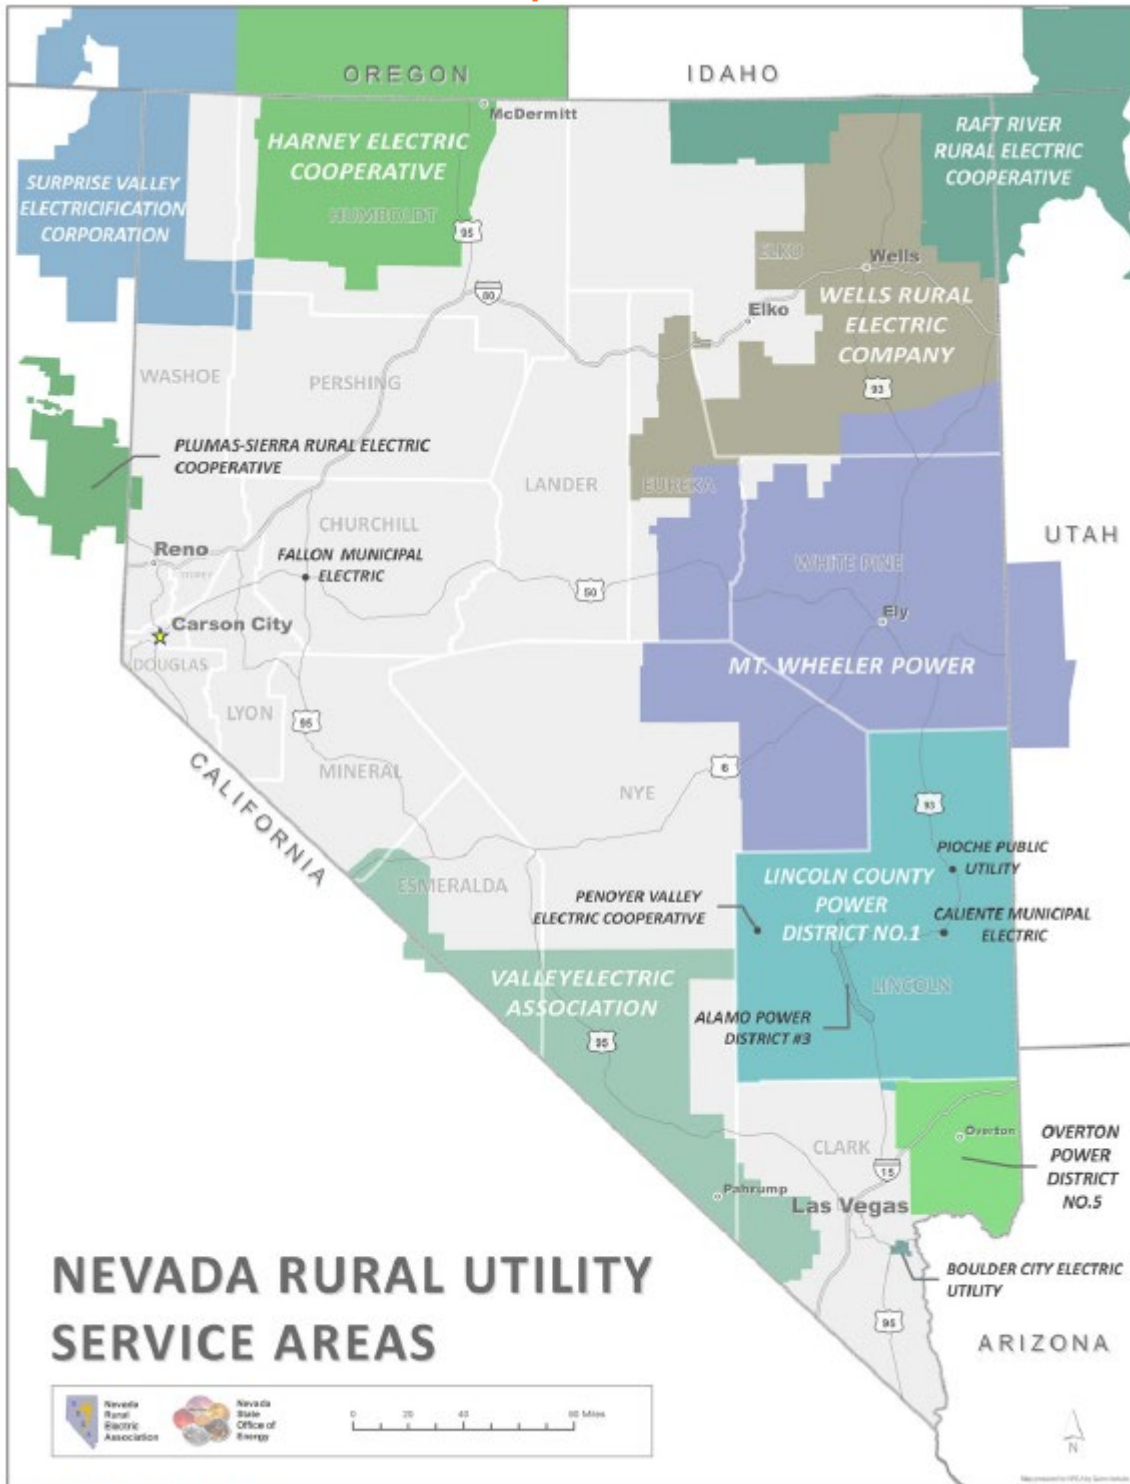 OREGON
IDAHO
McDermitt
HARNEY ELECTRIC
COOPERATIVE
HUMBOLDT
95
RAFT RIVER
RURAL ELECTRIC
COOPERATIVE
SURPRISE VALLEY
ELECTRICIFICATION
CORPORATION
ELKO
Wells
80
Elko
WELLS RURAL
ELECTRIC
COMPANY
93
WASHOE
PERSHING
PLUMAS-SIERRA RURAL ELECTRIC
COOPERATIVE
LANDER
EUREKA
CHURCHILL
UTAH
Reno
STOREY
FALLON MUNICIPAL
ELECTRIC
WHITE PINE
50
Ely
Carson City
DOUGLAS
MT. WHEELER POWER
LYON
95
CALIFORNIA
MINERAL
6
NYE
93
PIOCHE PUBLIC
UTILITY
ESMERALDA
LINCOLN COUNTY
POWER
DISTRICT NO.1
PENOYER VALLEY
ELECTRIC COOPERATIVE
CALIENTE MUNICIPAL
ELECTRIC
VALLEYELECTRIC
ASSOCIATION
LINCOLN
ALAMO POWER
DISTRICT #3
95
CLARK
Overton
OVERTON
POWER
DISTRICT
NO.5
15
Pahrump
Las Vegas
BOULDER CITY ELECTRIC
UTILITY
95
ARIZONA
NEVADA RURAL UTILITY
SERVICE AREAS
Nevada
Rural
Electric
Association
Nevada
State
Office of
Energy
0 20 40 80 Miles
N